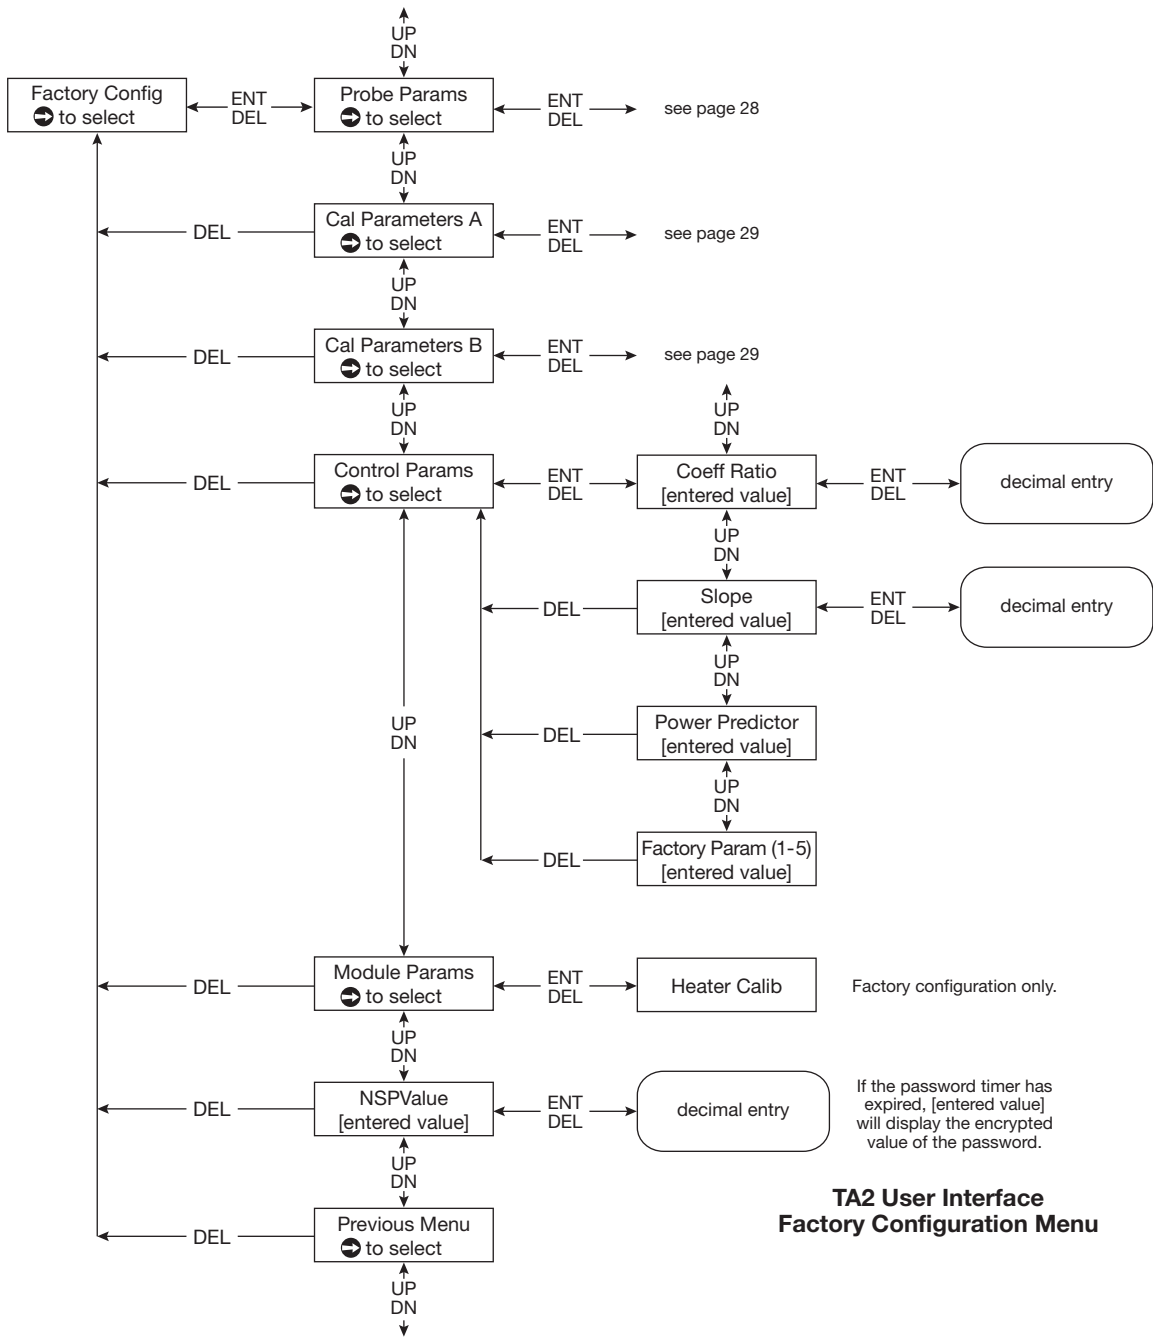 UP
DN
Factory Config
to select
ENT
DEL
Probe Params
to select
ENT
DEL
see page 28
UP
DN
DEL
Cal Parameters A
to select
ENT
DEL
see page 29
UP
DN
DEL
Cal Parameters B
to select
ENT
DEL
see page 29
UP
DN
UP
DN
DEL
Control Params
to select
ENT
DEL
Coeff Ratio
[entered value]
ENT
DEL
decimal entry
UP
DN
DEL
Slope
[entered value]
ENT
DEL
decimal entry
UP
DN
UP
DN
DEL
Power Predictor
[entered value]
UP
DN
DEL
Factory Param (1-5)
[entered value]
DEL
Module Params
to select
ENT
DEL
Heater Calib
Factory configuration only.
UP
DN
DEL
NSPValue
[entered value]
ENT
DEL
decimal entry
If the password timer has
expired, [entered value]
will display the encrypted
value of the password.
UP
DN
DEL
Previous Menu
to select
UP
DN
TA2 User Interface
Factory Configuration Menu